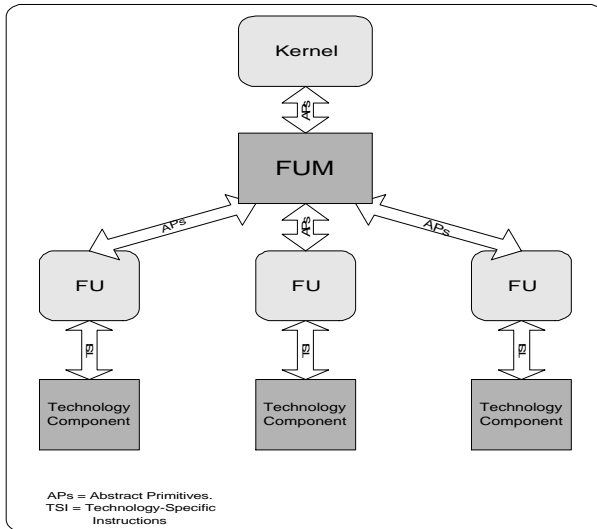 Kernel
APs
FUM
APs
APs
APs
FU
FU
FU
TSI
TSI
TSI
Technology
Component
Technology
Component
Technology
Component
APs = Abstract Primitives.
TSI = Technology-Specific
Instructions